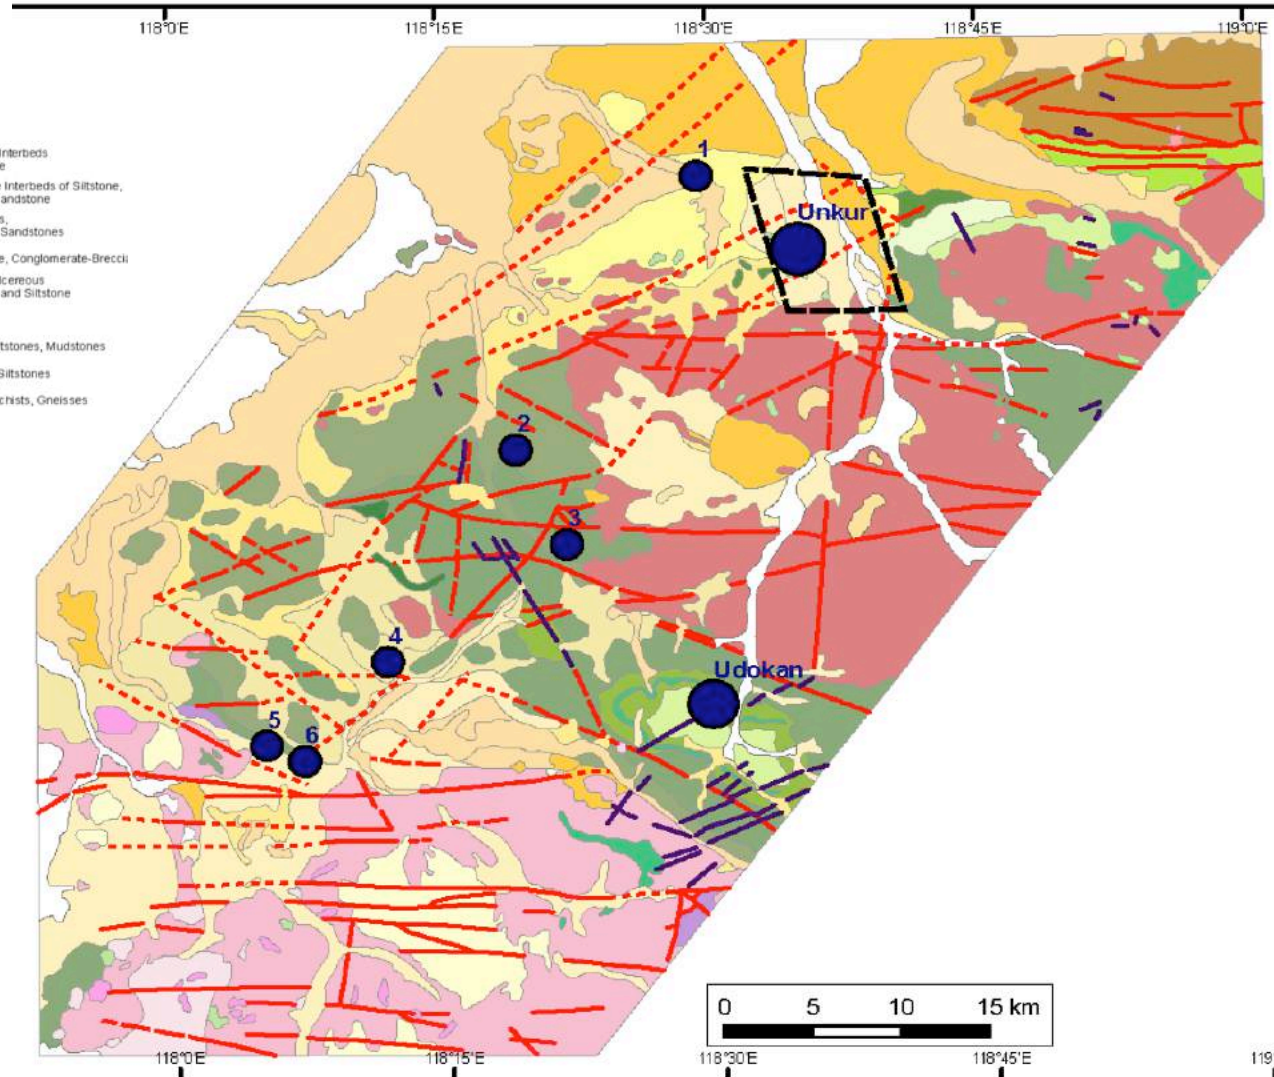 118°0'E 118°15'E 118°30'E 118°45'E 119°0'E
Interbeds
e
Interbeds of Siltstone,
andstone
s,
Sandstones
e, Conglomerate-Breccia
lcereous
and Siltstone
tstones, Mudstones
Siltstones
chists, Gneisses
1
Unkur
2
3
4
Udokan
5
6
0 5 10 15 km
118°0'E 118°15'E 118°30'E 118°45'E 119